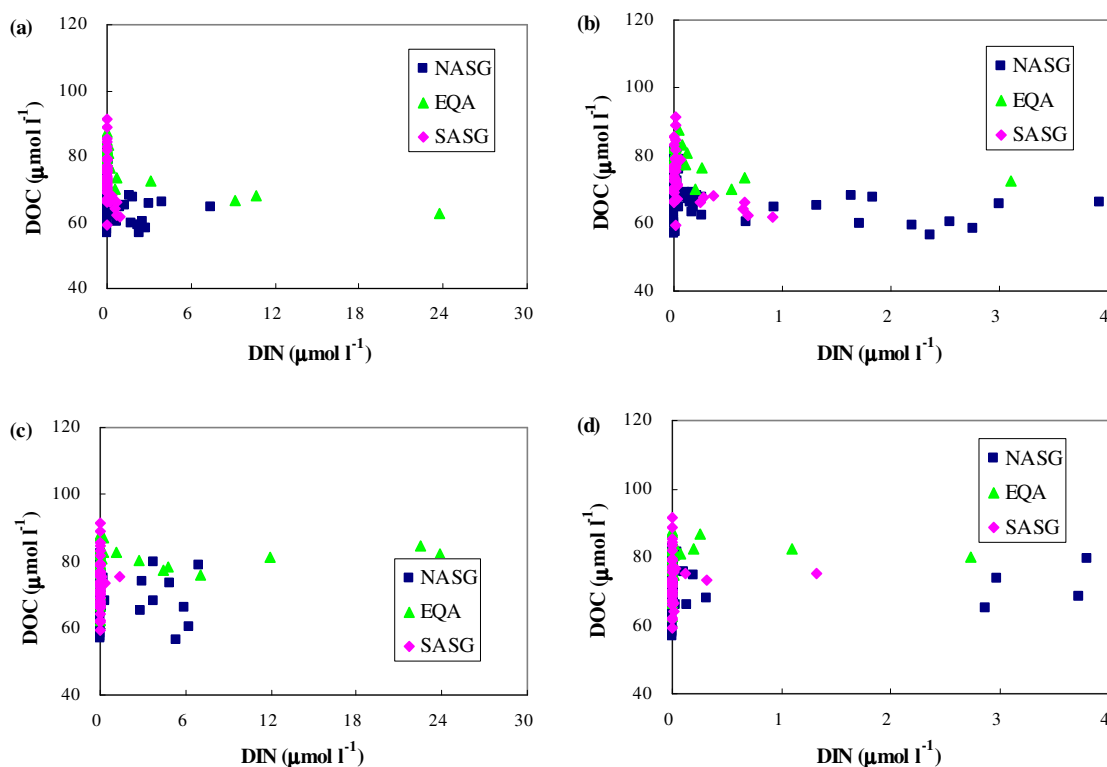 (a)
120
100
80
60
40
DOC (µmol l-1)
NASG
EQA
SASG
0 6 12 18 24 30
DIN (µmol l-1)
(b)
120
100
80
60
40
DOC (µmol l-1)
NASG
EQA
SASG
0 1 2 3 4
DIN (µmol l-1)
(c)
120
100
80
60
40
DOC (µmol l-1)
NASG
EQA
SASG
0 6 12 18 24 30
DIN (µmol l-1)
(d)
120
100
80
60
40
DOC (µmol l-1)
NASG
EQA
SASG
0 1 2 3 4
DIN (µmol l-1)